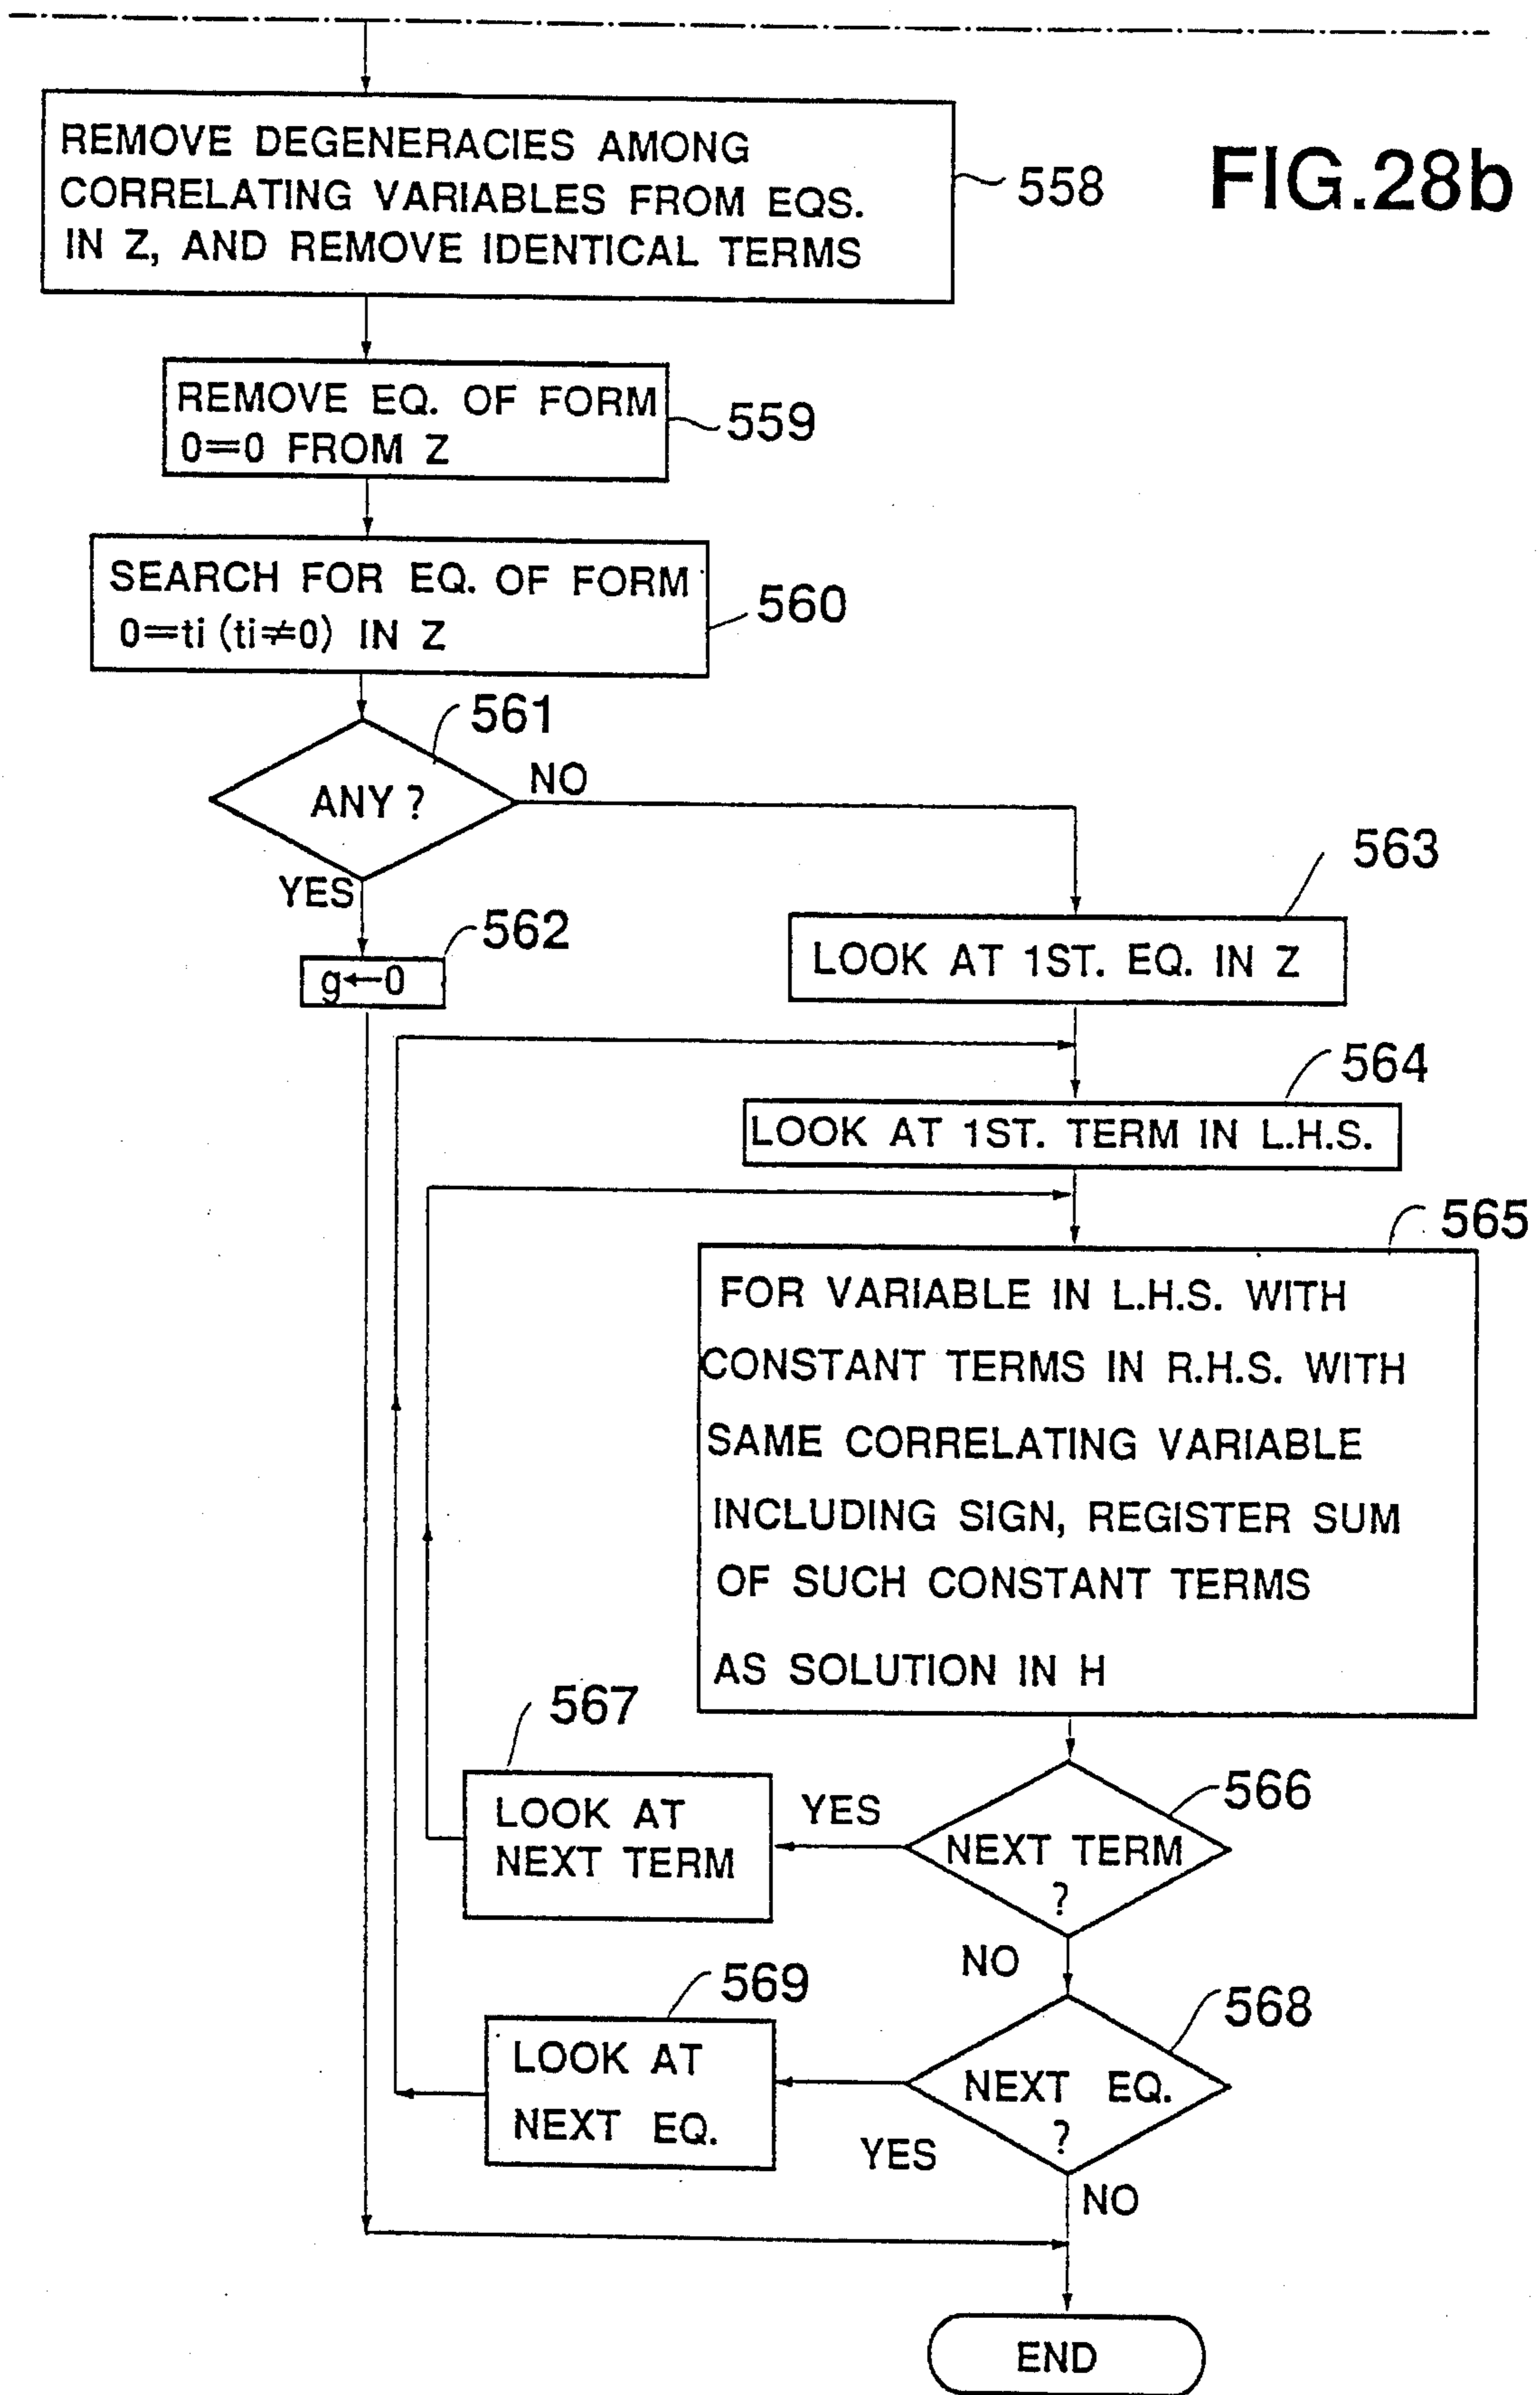 FIG.28b
REMOVE DEGENERACIES AMONG
CORRELATING VARIABLES FROM EQS.
IN Z, AND REMOVE IDENTICAL TERMS
558
REMOVE EQ. OF FORM
0=0 FROM Z
559
SEARCH FOR EQ. OF FORM
0=ti (ti≠0) IN Z
560
561
ANY ?
NO
YES
562
g←0
563
LOOK AT 1ST. EQ. IN Z
564
LOOK AT 1ST. TERM IN L.H.S.
565
FOR VARIABLE IN L.H.S. WITH
CONSTANT TERMS IN R.H.S. WITH
SAME CORRELATING VARIABLE
INCLUDING SIGN, REGISTER SUM
OF SUCH CONSTANT TERMS
AS SOLUTION IN H
566
NEXT TERM
?
YES
567
LOOK AT
NEXT TERM
NO
568
NEXT EQ.
?
YES
569
LOOK AT
NEXT EQ.
NO
END